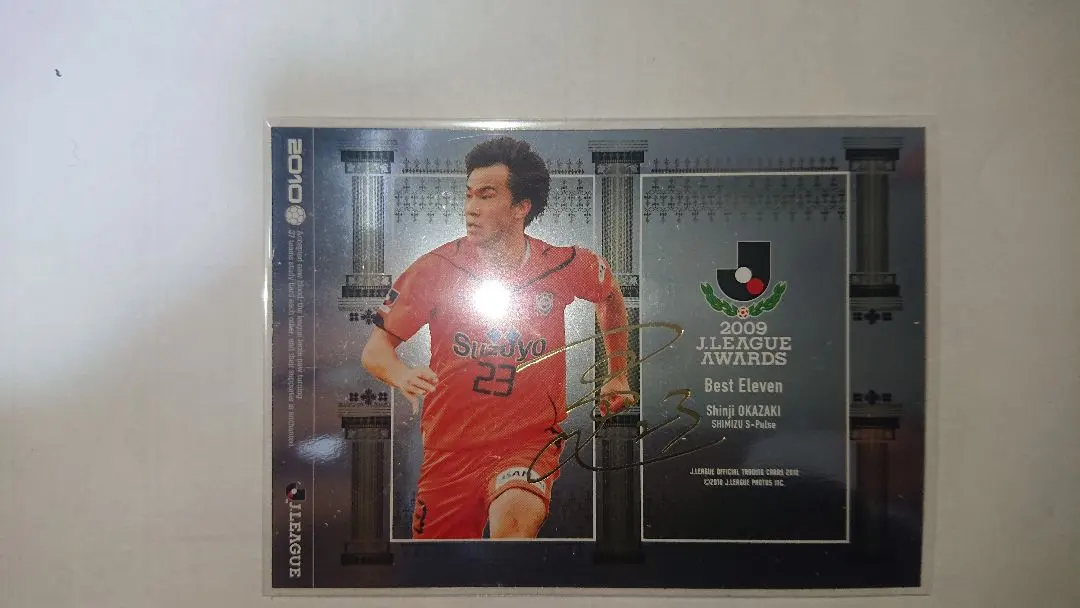 2010
J.LEAGUE
Suzuyo
23
2009
J.LEAGUE
AWARDS
Best Eleven
Shinji OKAZAKI
SHIMIZU S-Pulse
J.LEAGUE OFFICIAL TRADING CARDS 2010
©2010 J.LEAGUE PHOTOS INC.